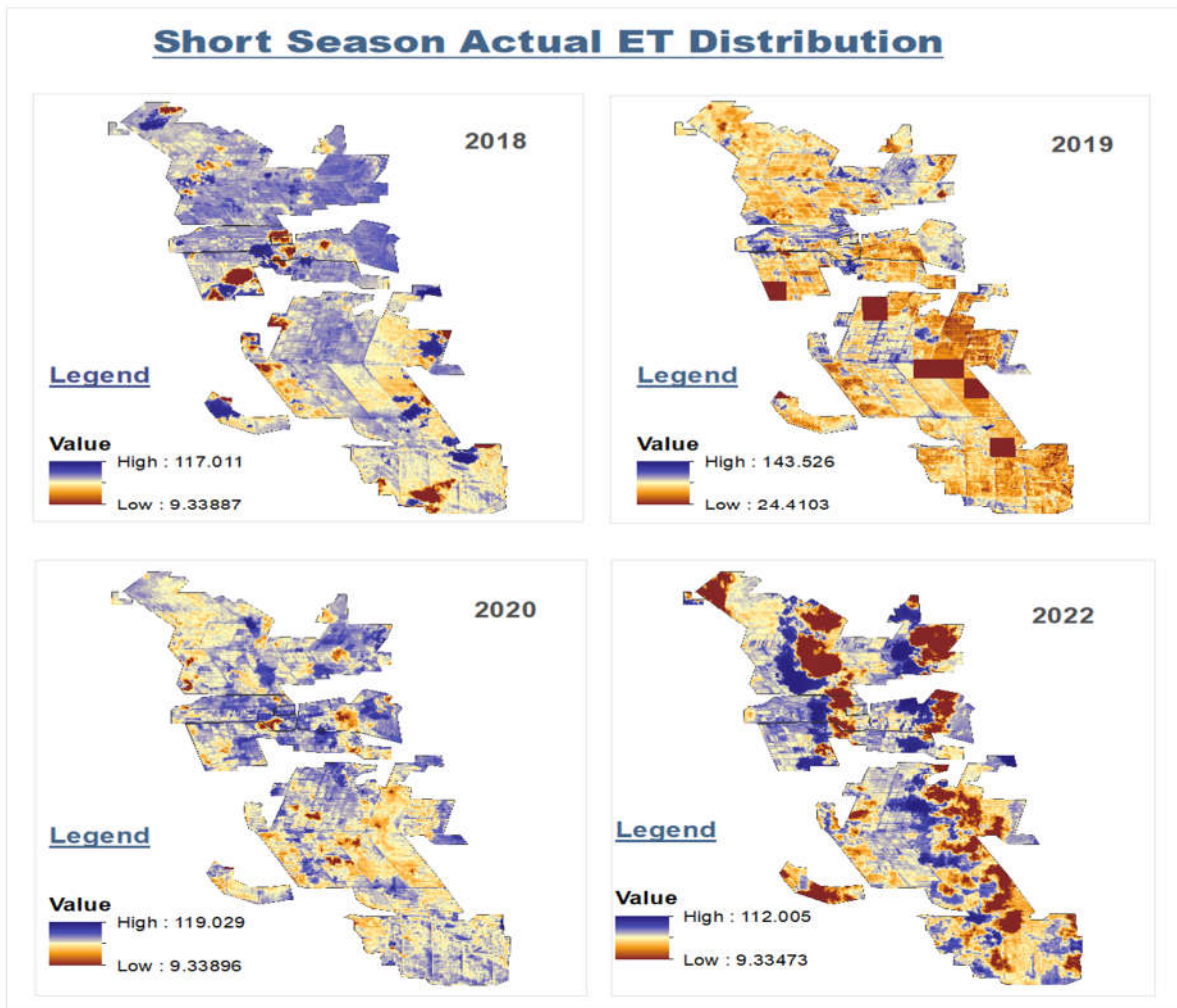 Short Season Actual ET Distribution
2018
Legend
Value
High : 117.011
Low : 9.33887
2019
Legend
Value
High : 143.526
Low : 24.4103
2020
Legend
Value
High : 119.029
Low : 9.33896
2022
Legend
Value
High : 112.005
Low : 9.33473